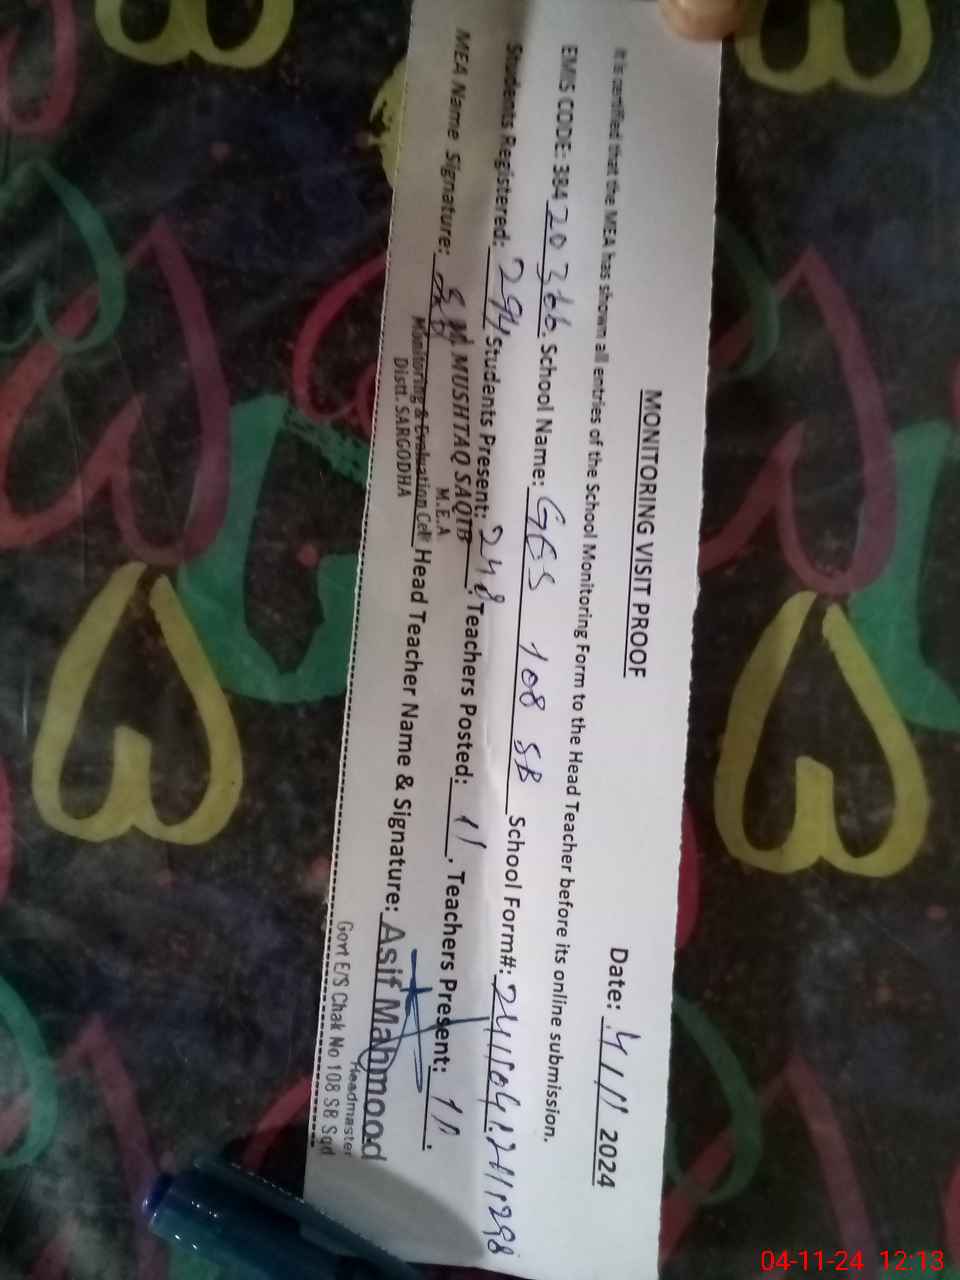 MONITORING VISIT PROOF
Date: 4/11 2024
It is certified that the MEA has shown all entries of the School Monitoring Form to the Head Teacher before its online submission.
EMIS CODE: 384 20366. School Name: GES 108 SB School Form#:
Students Registered: 294 Students Present: 248. Teachers Posted: 11. Teachers Present:
MEA Name Signature: MUSHTAQ SAQIB Head Teacher Name & Signature: Asif Mahmood
M.E.A
Monitoring & Evaluation Cell
Distt. SARGODHA
Headmaster
Govt E/S Chak No 108 SB Sgd
04-11-24 12:13